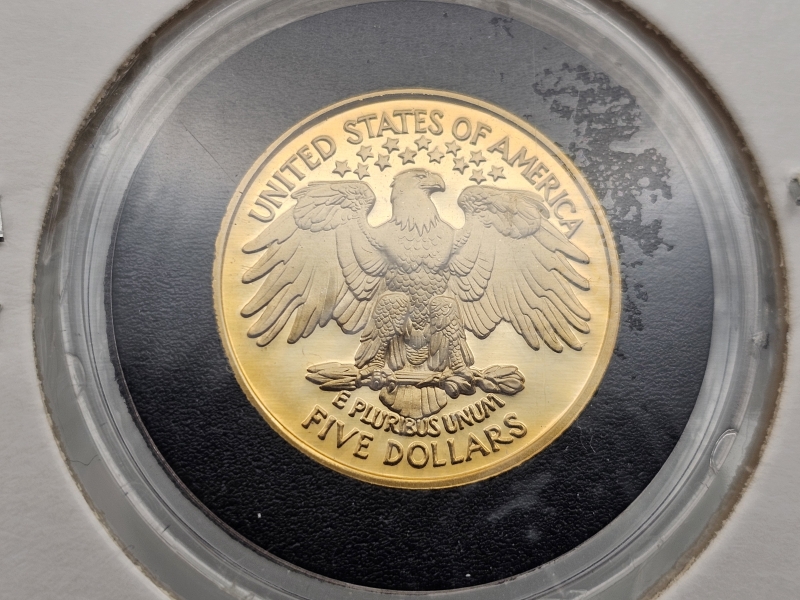 UNITED STATES OF AMERICA
E PLURIBUS UNUM
FIVE DOLLARS